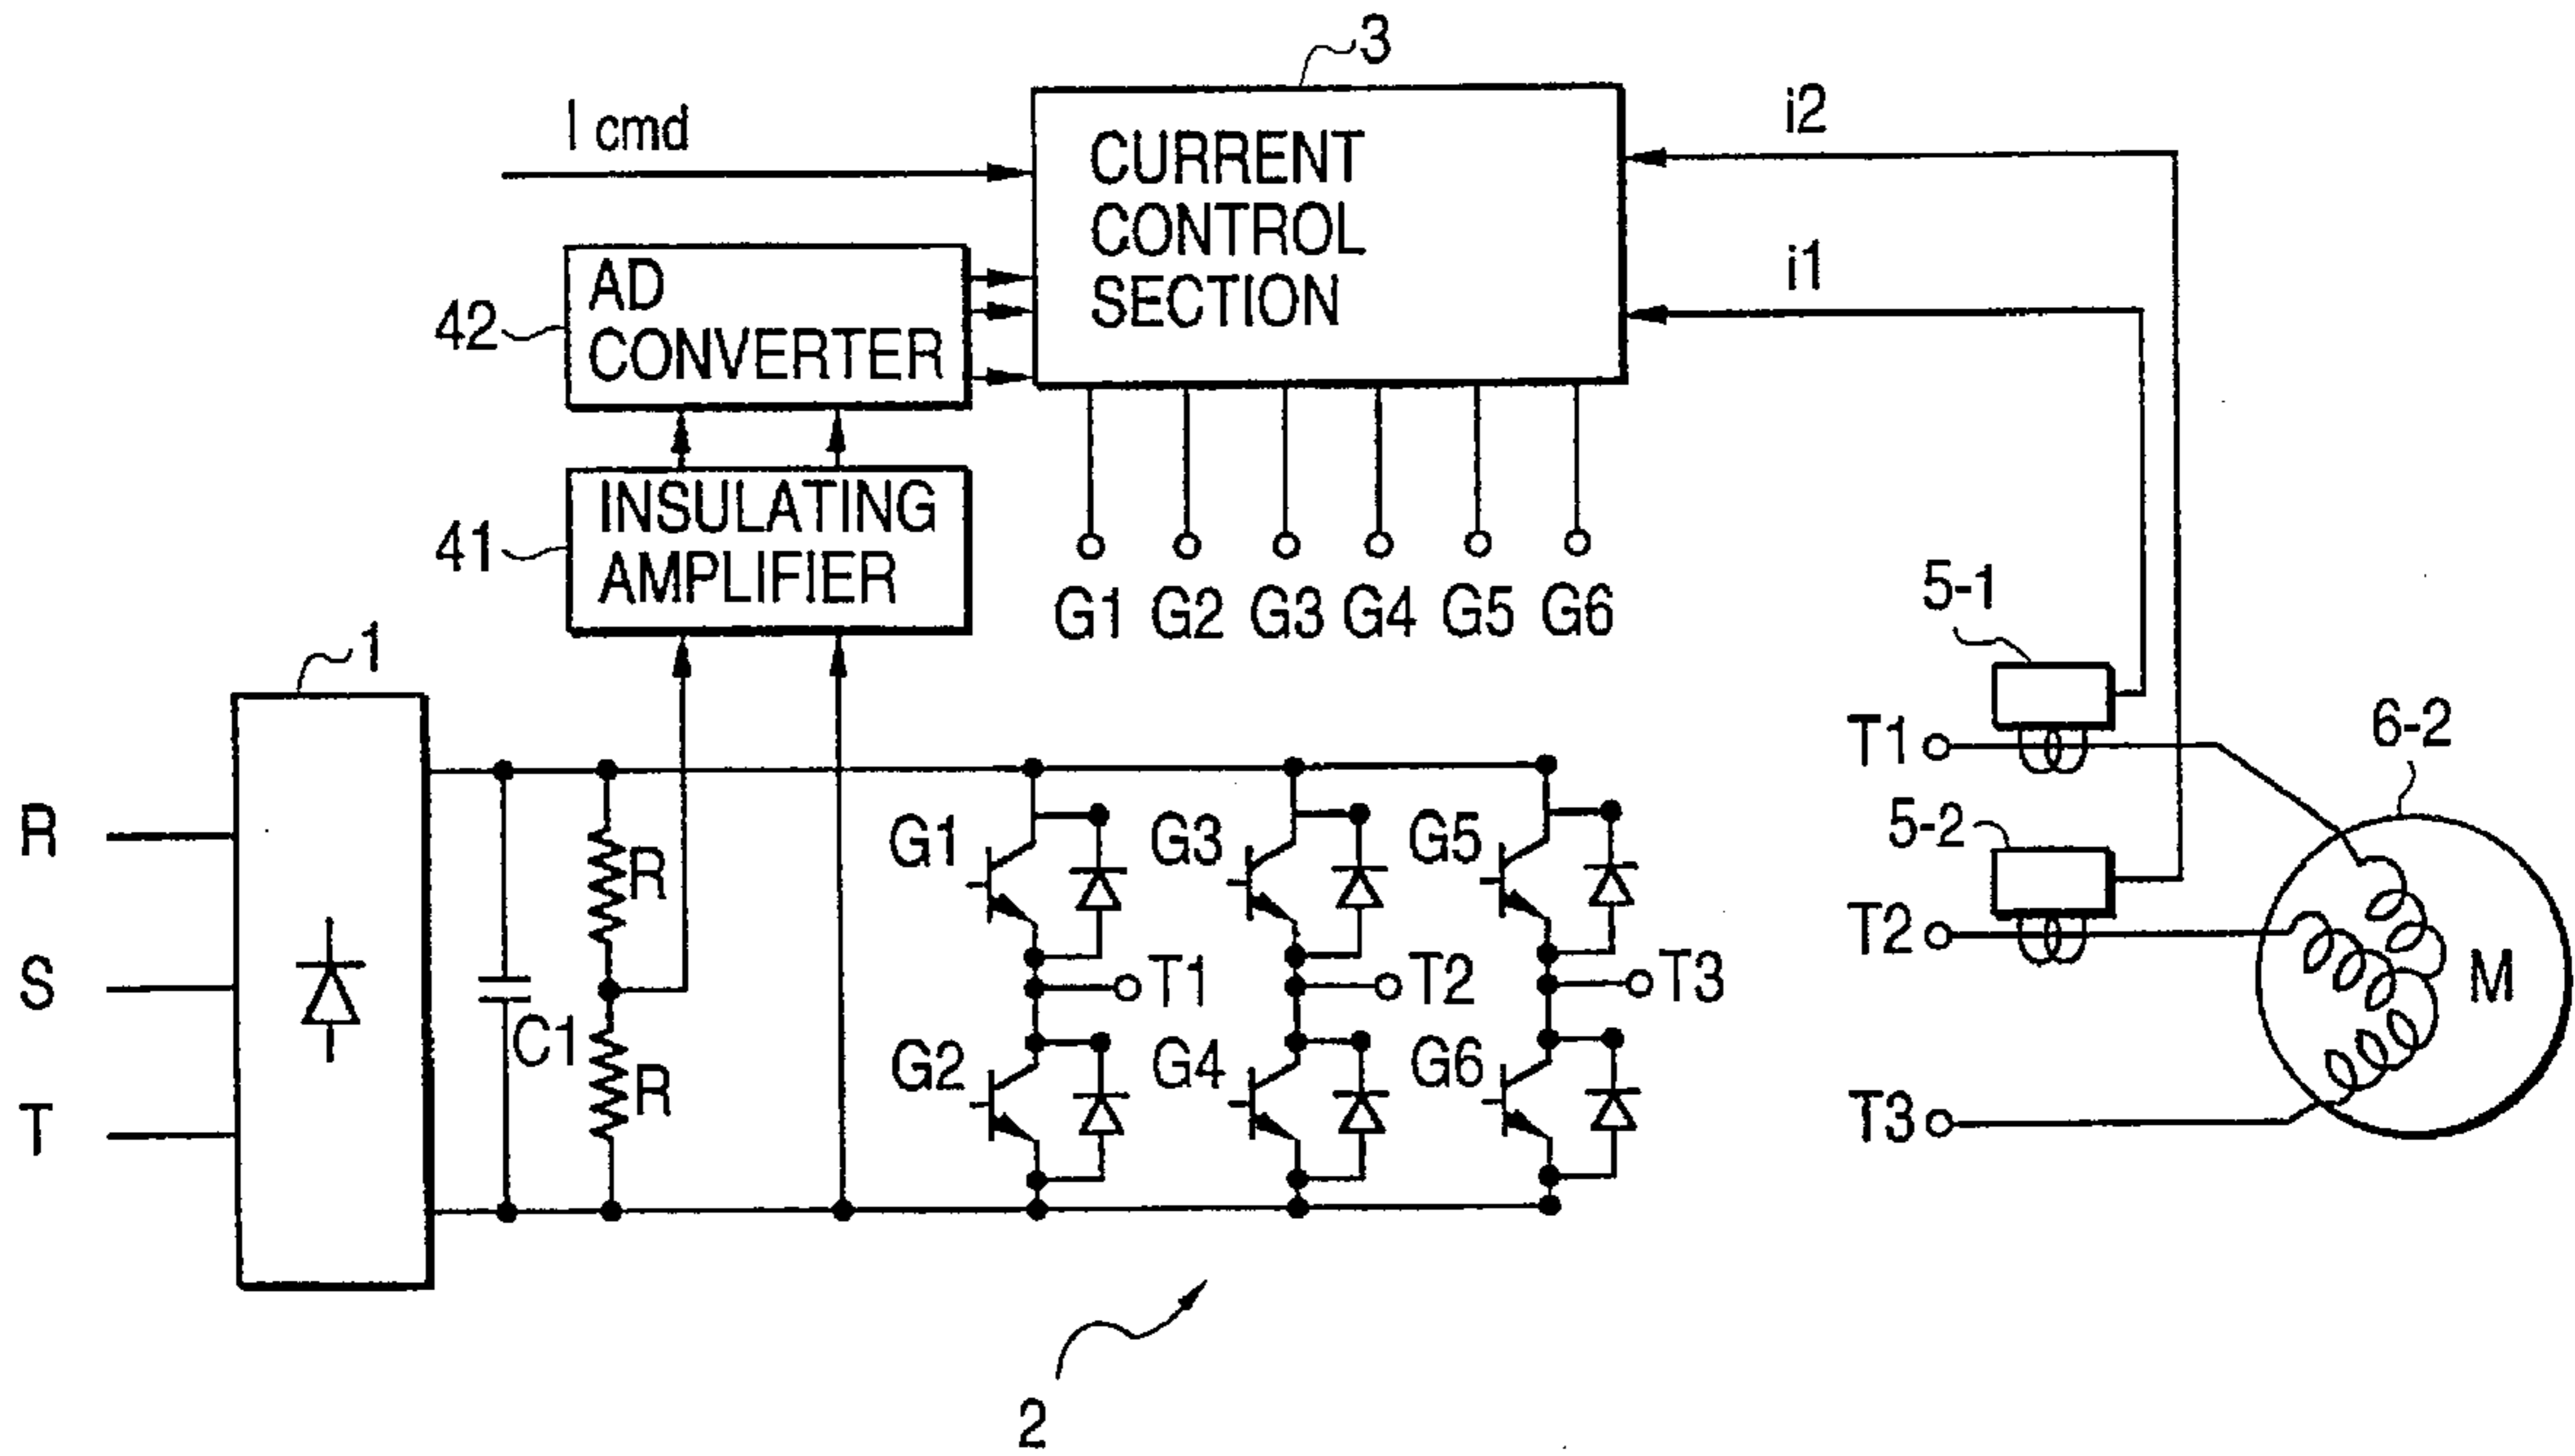 3
I cmd
CURRENT
CONTROL
SECTION
i2
i1
AD
CONVERTER
42
INSULATING
AMPLIFIER
41
G1 G2 G3 G4 G5 G6
1
R
S
T
C1
R
R
G1
G3
G5
T1
T2
T3
G2
G4
G6
2
5-1
T1
5-2
T2
T3
6-2
M